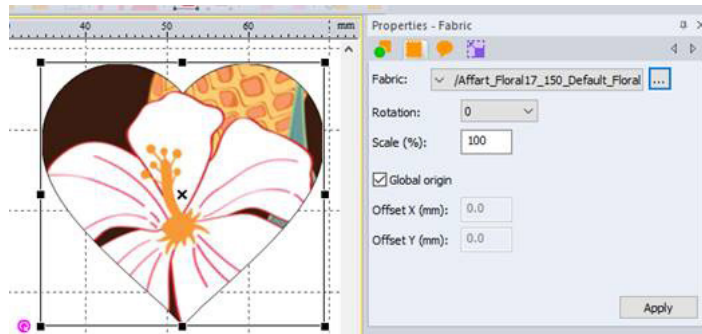 40 50 60 70 mm
Properties - Fabric
Fabric: /Affart_Floral17_150_Default_Floral ...
Rotation: 0
Scale (%): 100
Global origin
Offset X (mm): 0.0
Offset Y (mm): 0.0
Apply